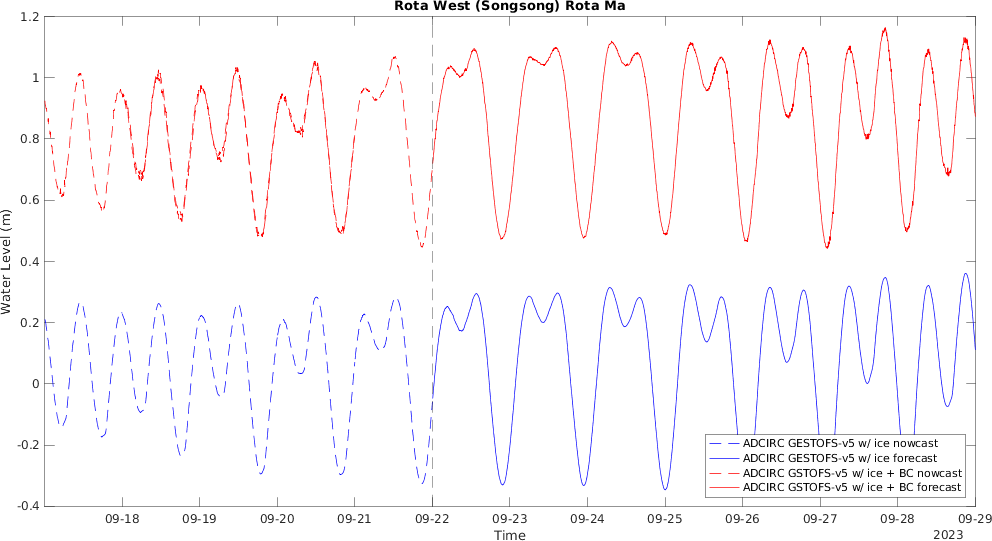 Rota West (Songsong) Rota Ma
Water Level (m)
1.2
1
0.8
0.6
0.4
0.2
0
-0.2
-0.4
ADCIRC GESTOFS-v5 w/ ice nowcast
ADCIRC GESTOFS-v5 w/ ice forecast
ADCIRC GSTOFS-v5 w/ ice + BC nowcast
ADCIRC GSTOFS-v5 w/ ice + BC forecast
09-18 09-19 09-20 09-21 09-22 09-23 09-24 09-25 09-26 09-27 09-28 09-29
Time
2023